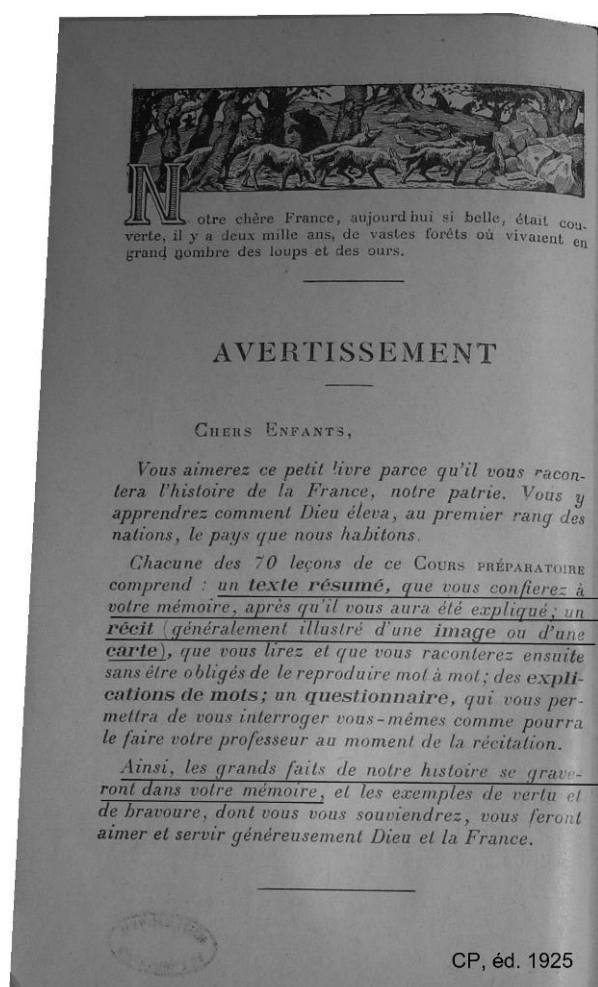 Notre chère France, aujourd'hui si belle, était cou-
verte, il y a deux mille ans, de vastes forêts où vivaient en
grand nombre des loups et des ours.
AVERTISSEMENT
CHERS ENFANTS,
Vous aimerez ce petit livre parce qu'il vous racon-
tera l'histoire de la France, notre patrie. Vous y
apprendrez comment Dieu éleva, au premier rang des
nations, le pays que nous habitons.
Chacune des 70 leçons de ce COURS PRÉPARATOIRE
comprend : un texte résumé, que vous confierez à
votre mémoire, après qu'il vous aura été expliqué; un
récit (généralement illustré d'une image ou d'une
carte), que vous lirez et que vous raconterez ensuite
sans être obligés de le reproduire mot à mot; des expli-
cations de mots; un questionnaire, qui vous per-
mettra de vous interroger vous-mêmes comme pourra
le faire votre professeur au moment de la récitation.
Ainsi, les grands faits de notre histoire se grave-
ront dans votre mémoire, et les exemples de vertu et
de bravoure, dont vous vous souviendrez, vous feront
aimer et servir généreusement Dieu et la France.
CP, éd. 1925